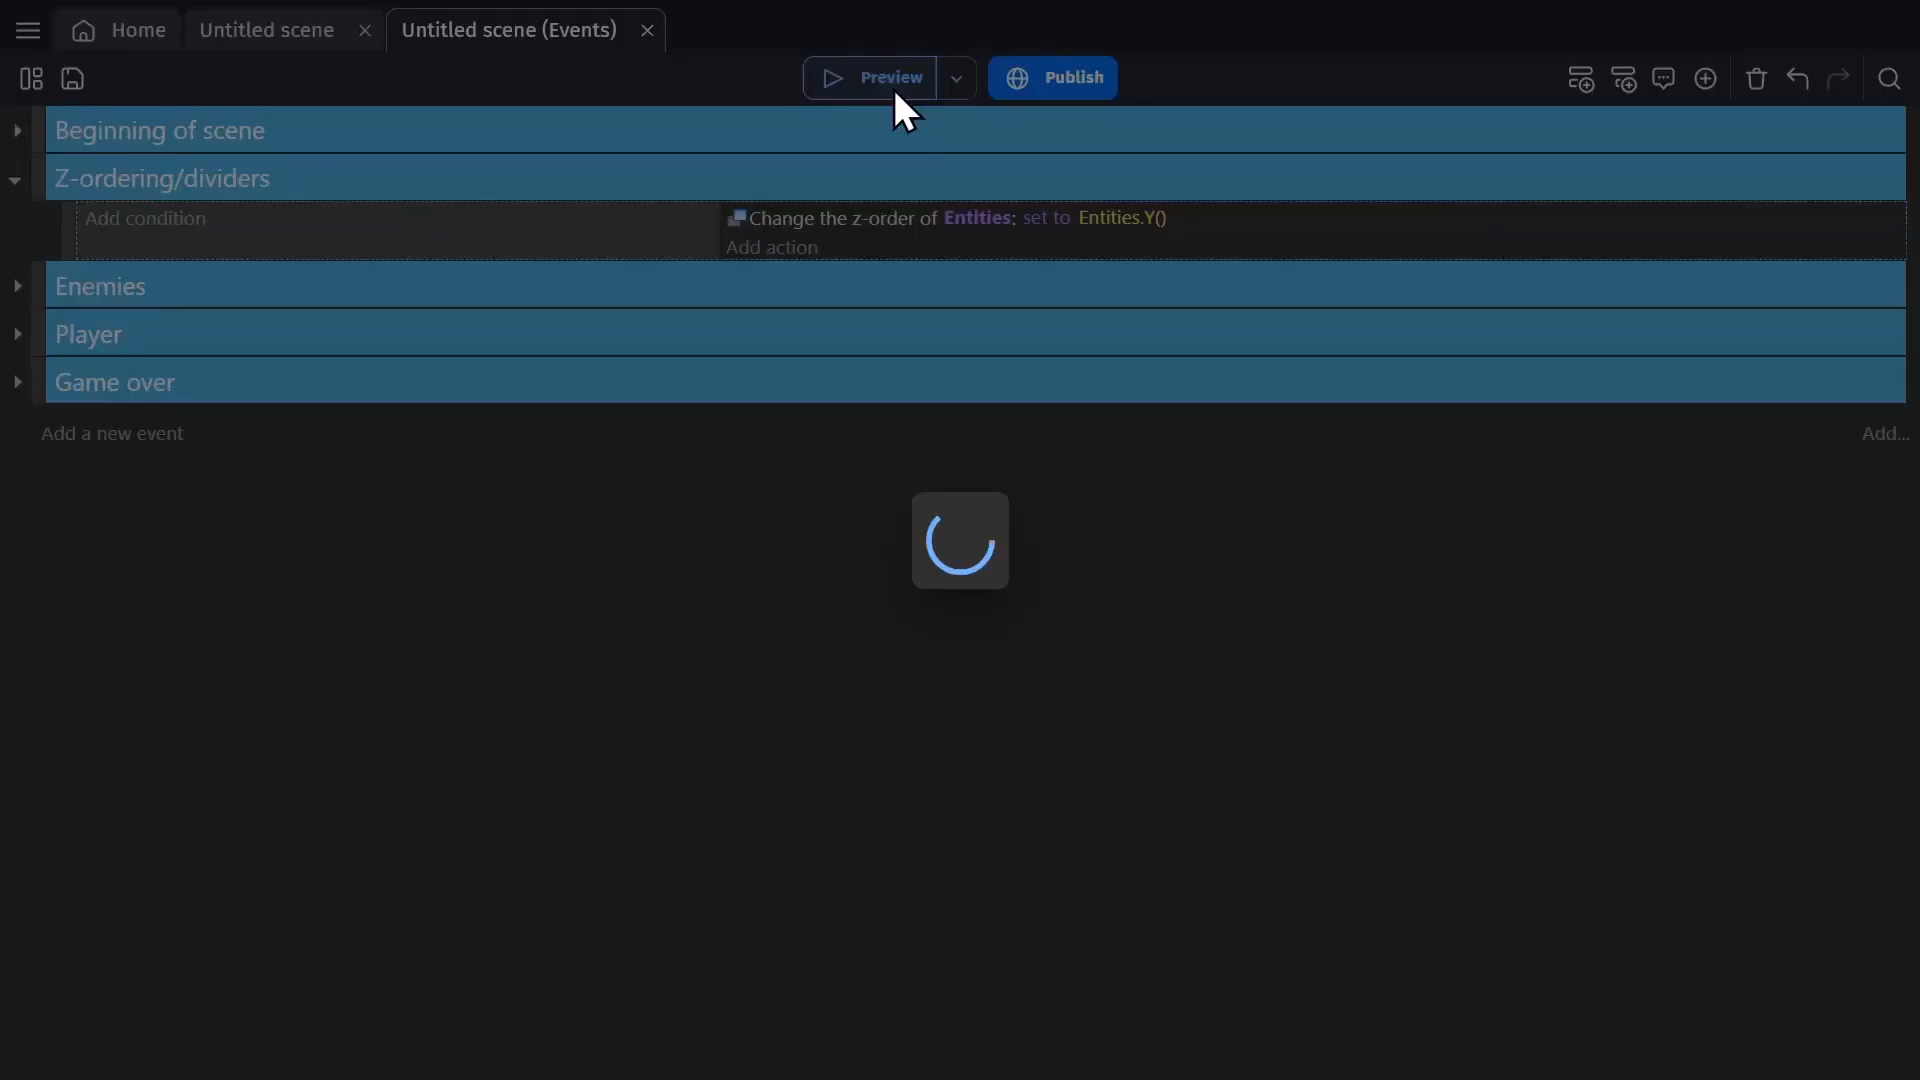 Home Untitled scene Untitled scene (Events)
Preview Publish
Beginning of scene
Z-ordering/dividers
Add condition Change the z-order of Entities: set to Entities.Y()
Add action
Enemies
Player
Game over
Add a new event Add...